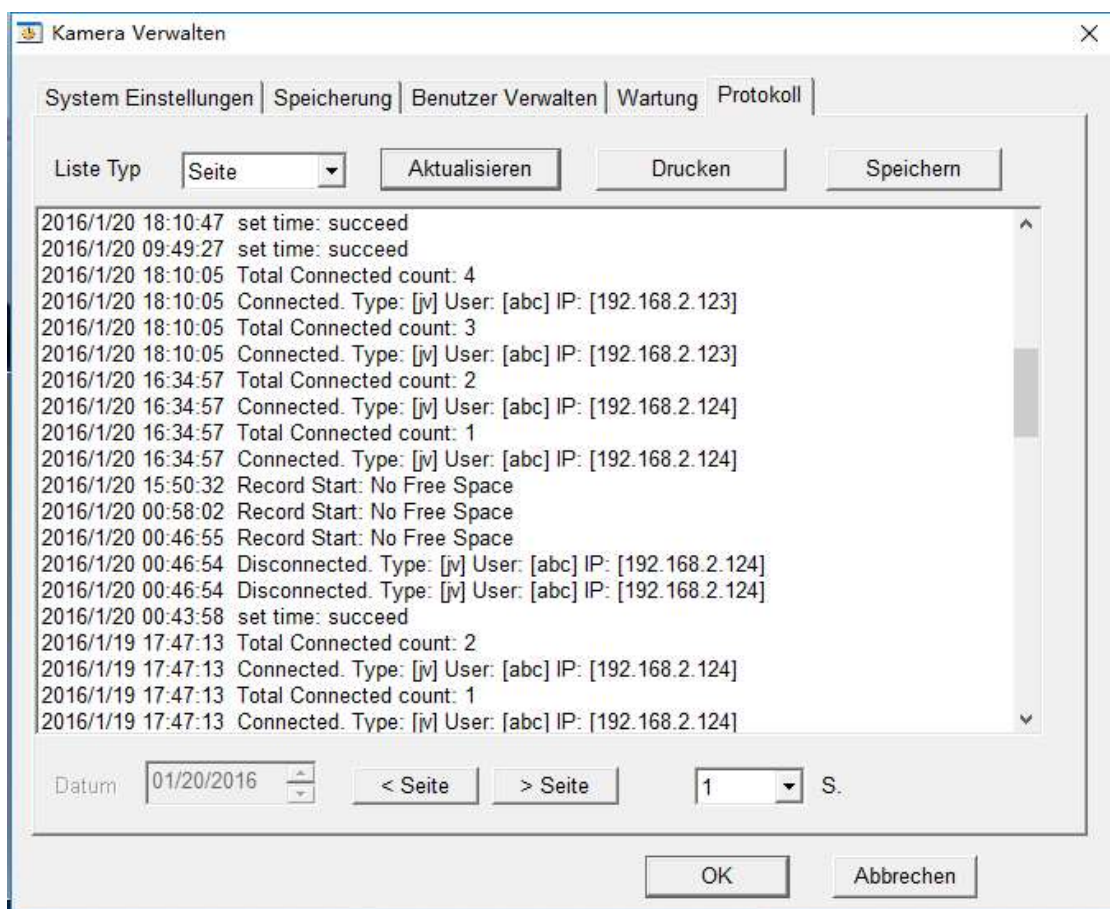 Kamera Verwalten
System Einstellungen Speicherung Benutzer Verwalten Wartung Protokoll
Liste Typ Seite Aktualisieren Drucken Speichern
2016/1/20 18:10:47 set time: succeed
2016/1/20 09:49:27 set time: succeed
2016/1/20 18:10:05 Total Connected count: 4
2016/1/20 18:10:05 Connected. Type: [jv] User: [abc] IP: [192.168.2.123]
2016/1/20 18:10:05 Total Connected count: 3
2016/1/20 18:10:05 Connected. Type: [jv] User: [abc] IP: [192.168.2.123]
2016/1/20 16:34:57 Total Connected count: 2
2016/1/20 16:34:57 Connected. Type: [jv] User: [abc] IP: [192.168.2.124]
2016/1/20 16:34:57 Total Connected count: 1
2016/1/20 16:34:57 Connected. Type: [jv] User: [abc] IP: [192.168.2.124]
2016/1/20 15:50:32 Record Start: No Free Space
2016/1/20 00:58:02 Record Start: No Free Space
2016/1/20 00:46:55 Record Start: No Free Space
2016/1/20 00:46:54 Disconnected. Type: [jv] User: [abc] IP: [192.168.2.124]
2016/1/20 00:46:54 Disconnected. Type: [jv] User: [abc] IP: [192.168.2.124]
2016/1/20 00:43:58 set time: succeed
2016/1/19 17:47:13 Total Connected count: 2
2016/1/19 17:47:13 Connected. Type: [jv] User: [abc] IP: [192.168.2.124]
2016/1/19 17:47:13 Total Connected count: 1
2016/1/19 17:47:13 Connected. Type: [jv] User: [abc] IP: [192.168.2.124]
Datum 01/20/2016 < Seite > Seite 1 S.
OK Abbrechen